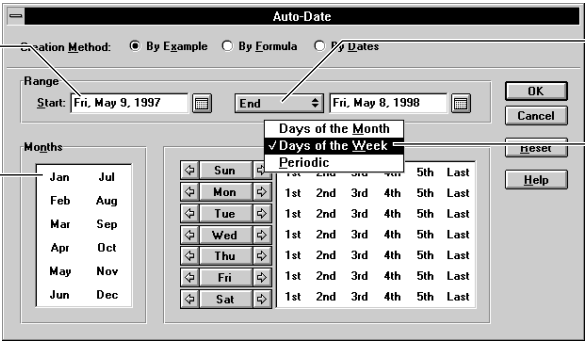 Auto-Date
Creation Method: By Example By Formula By Dates
Range
Start: Fri, May 9, 1997 End Fri, May 8, 1998
OK
Cancel
Reset
Help
Days of the Month
✓Days of the Week
Periodic
Months
Jan Jul
Feb Aug
Mar Sep
Apr Oct
May Nov
Jun Dec
Sun 1st 2nd 3rd 4th 5th Last
Mon 1st 2nd 3rd 4th 5th Last
Tue 1st 2nd 3rd 4th 5th Last
Wed 1st 2nd 3rd 4th 5th Last
Thu 1st 2nd 3rd 4th 5th Last
Fri 1st 2nd 3rd 4th 5th Last
Sat 1st 2nd 3rd 4th 5th Last